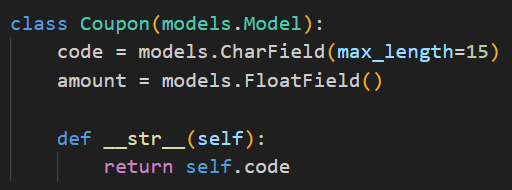 class Coupon(models.Model):
    code = models.CharField(max_length=15)
    amount = models.FloatField()

    def __str__(self):
        return self.code